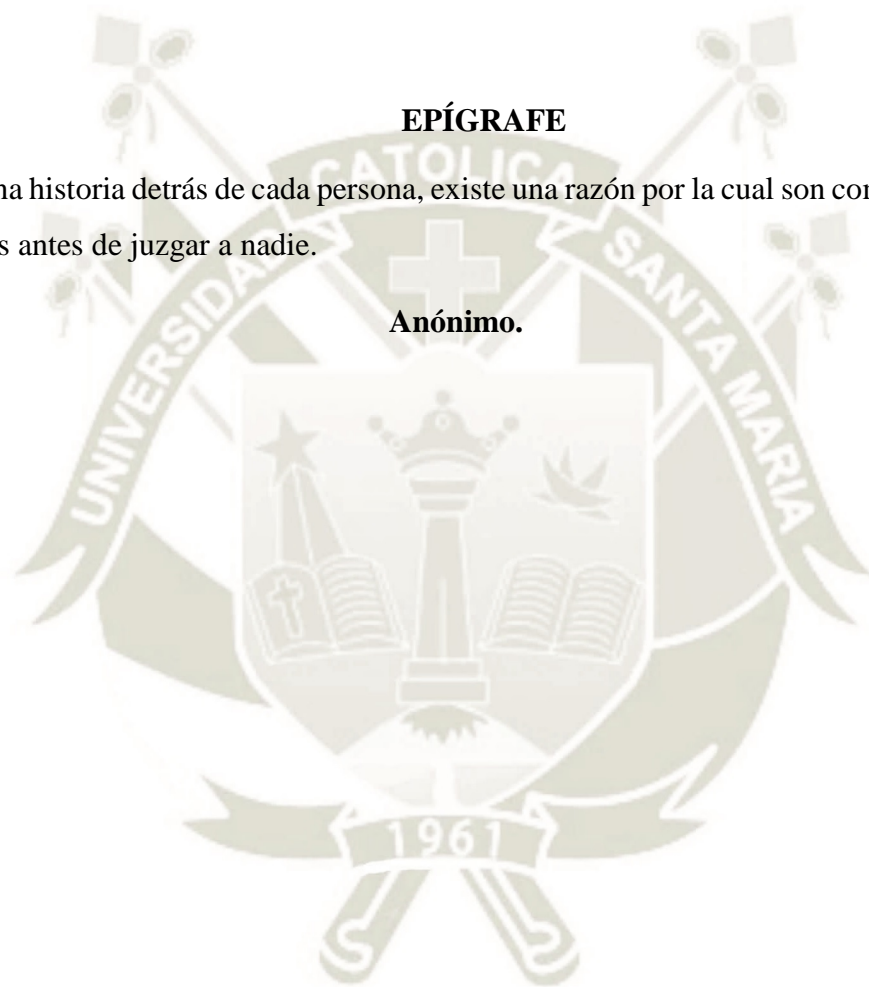 EPÍGRAFE
na historia detrás de cada persona, existe una razón por la cual son con
s antes de juzgar a nadie.
Anónimo.
UNIVERSIDAD CATOLICA SANTA MARIA
1961